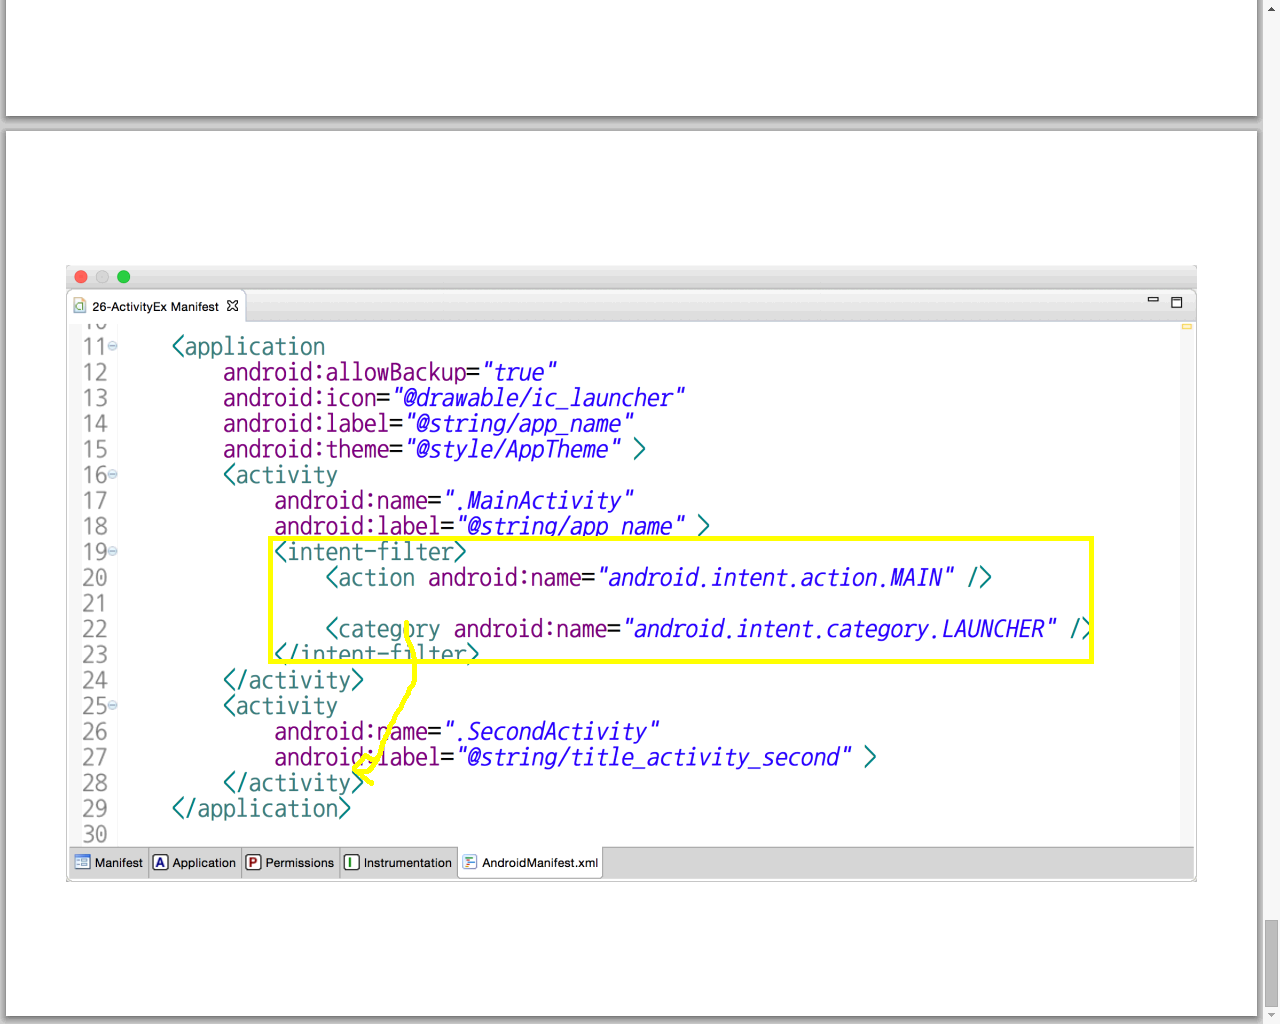 26-ActivityEx Manifest
10
11 <application
12 android:allowBackup="true"
13 android:icon="@drawable/ic_launcher"
14 android:label="@string/app_name"
15 android:theme="@style/AppTheme" >
16 <activity
17 android:name=".MainActivity"
18 android:label="@string/app_name" >
19 <intent-filter>
20 <action android:name="android.intent.action.MAIN" />
21
22 <category android:name="android.intent.category.LAUNCHER" />
23 </intent-filter>
24 </activity>
25 <activity
26 android:name=".SecondActivity"
27 android:label="@string/title_activity_second" >
28 </activity>
29 </application>
30
Manifest A Application P Permissions I Instrumentation AndroidManifest.xml